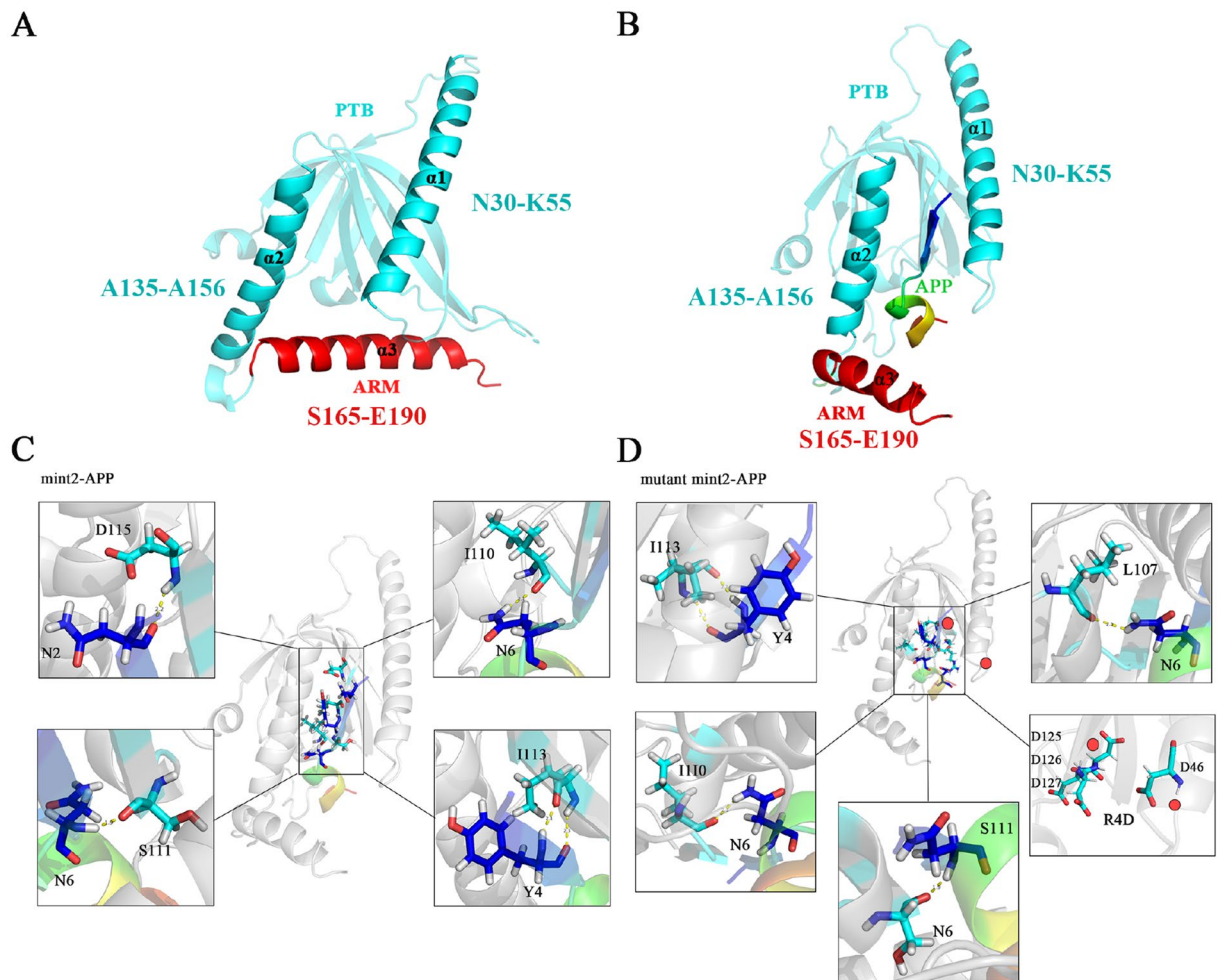 A
PTB
α1
N30-K55
α2
A135-A156
α3
ARM
S165-E190
B
PTB
α1
N30-K55
α2
A135-A156
APP
α3
ARM
S165-E190
C
mint2-APP
D115
N2
I110
N6
S111
N6
I113
Y4
D
mutant mint2-APP
I113
Y4
L107
N6
I110
N6
D125
D126
D127
D46
R4D
S111
N6